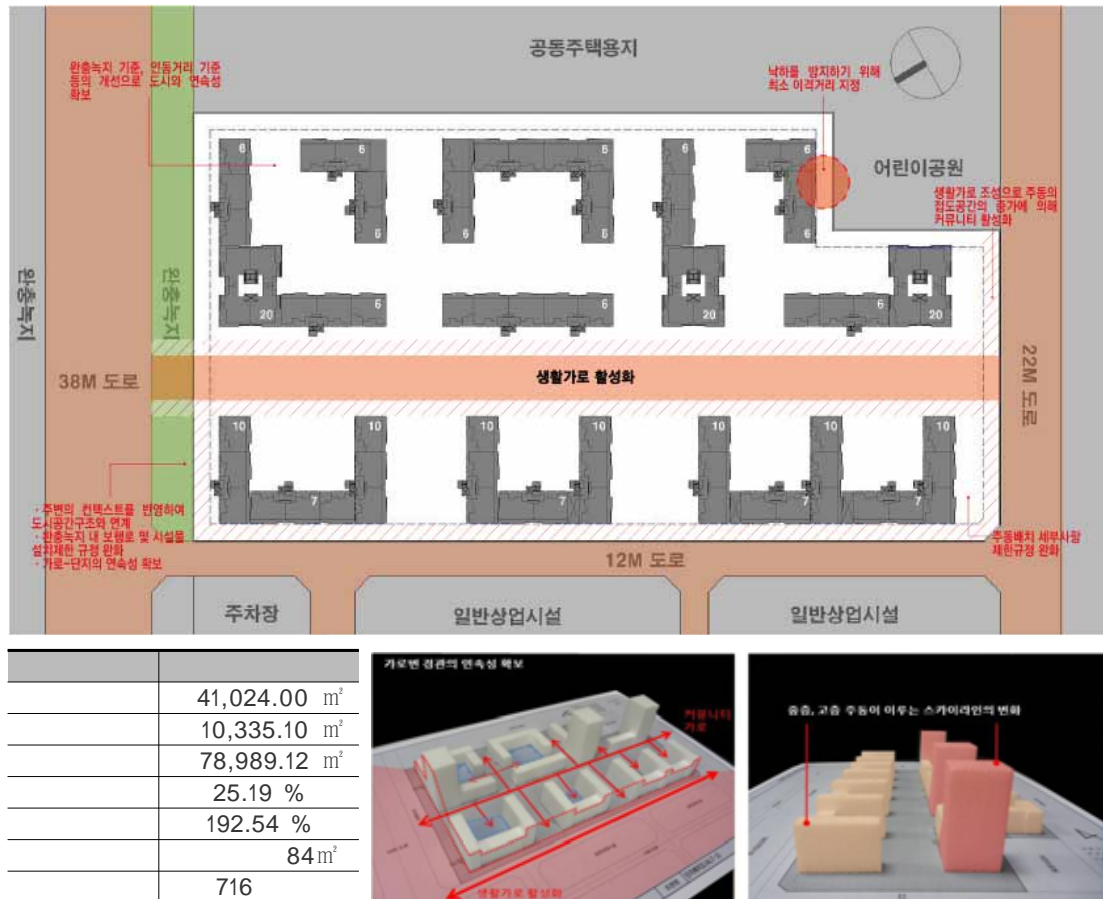 공동주택용지
완충녹지 기준, 인동거리 기준
등의 개선으로 도시와 연속성
확보
낙하를 방지하기 위해
최소 이격거리 지정
어린이공원
생활가로 조성으로 주동의
접도공간의 증가에 의해
커뮤니티 활성화
6
6
6
6
6
6
6
6
6
6
6
6
20
20
20
완충녹지
완충녹지
38M 도로
생활가로 활성화
22M 도로
10
10
10
10
10
10
10
7
7
7
7
· 주변의 컨텍스트를 반영하여
도시공간구조와 연계
· 완충녹지 내 보행로 및 시설물
설치제한 규정 완화
· 가로-단지의 연속성 확보
주동배치 세부사항
제한규정 완화
12M 도로
주차장
일반상업시설
일반상업시설
41,024.00 ㎡
10,335.10 ㎡
78,989.12 ㎡
25.19 %
192.54 %
84㎡
716
가로변 경관의 연속성 확보
커뮤니티
가로
생활가로 활성화
중층, 고층 주동이 이루는 스카이라인의 변화